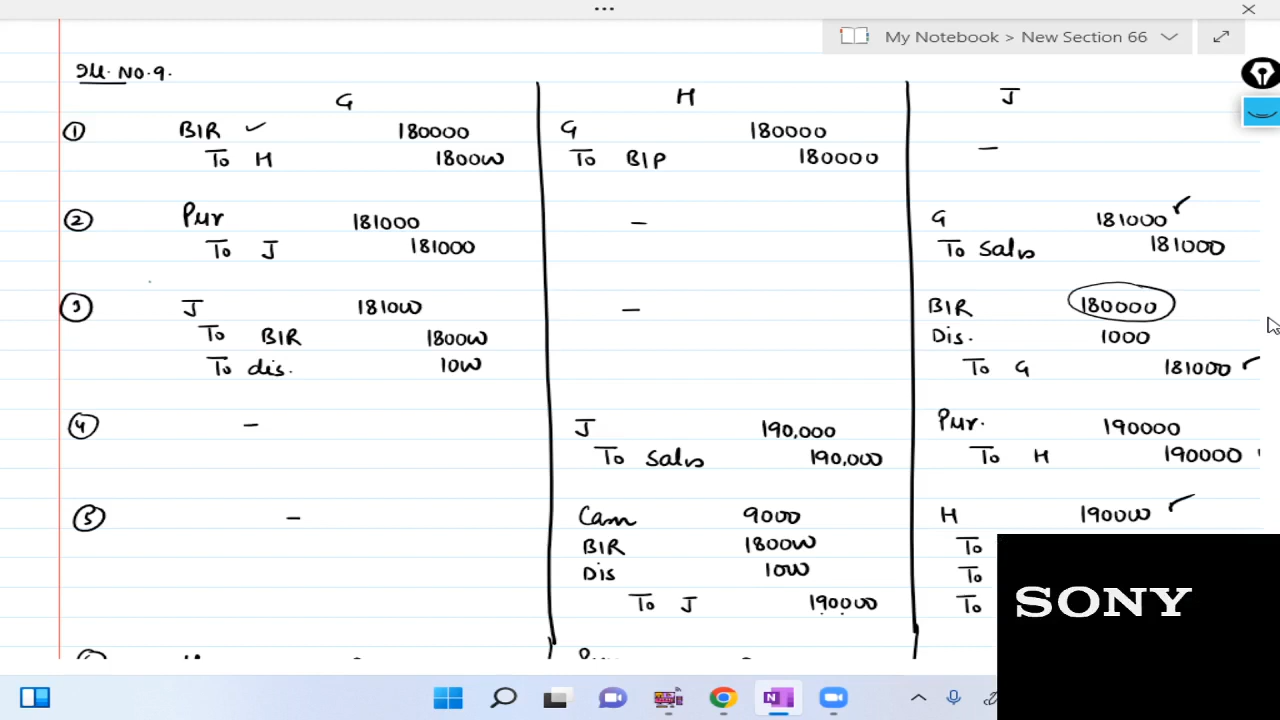 My Notebook > New Section 66
Ill. No. 9.
G H J
① BIR 180000 G 180000
To H 180000 To BIP 180000 —
② Pur 181000 — G 181000
To J 181000 To Sales 181000
③ J 181000 — BIR 180000
To BIR 180000 Dis. 1000
To dis. 1000 To G 181000
④ — J 190,000 Pur. 190000
To Sales 190,000 To H 190000
⑤ — Cash 9000 H 190000
BIR 180000 To
Dis 1000 To
To J 190000 To
SONY